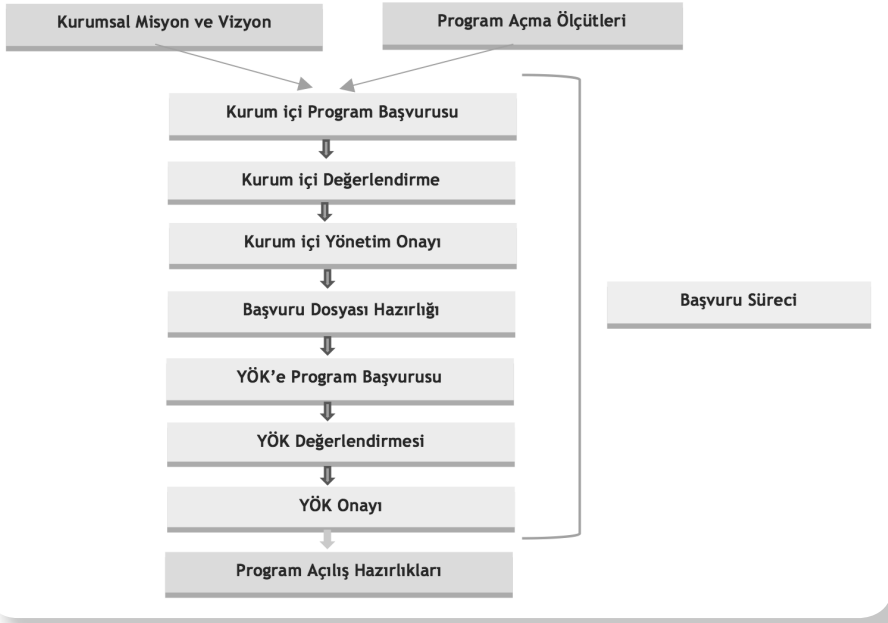 Kurumsal Misyon ve Vizyon
Program Açma Ölçütleri
Kurum içi Program Başvurusu
Kurum içi Değerlendirme
Kurum içi Yönetim Onayı
Başvuru Dosyası Hazırlığı
Başvuru Süreci
YÖK’e Program Başvurusu
YÖK Değerlendirmesi
YÖK Onayı
Program Açılış Hazırlıkları